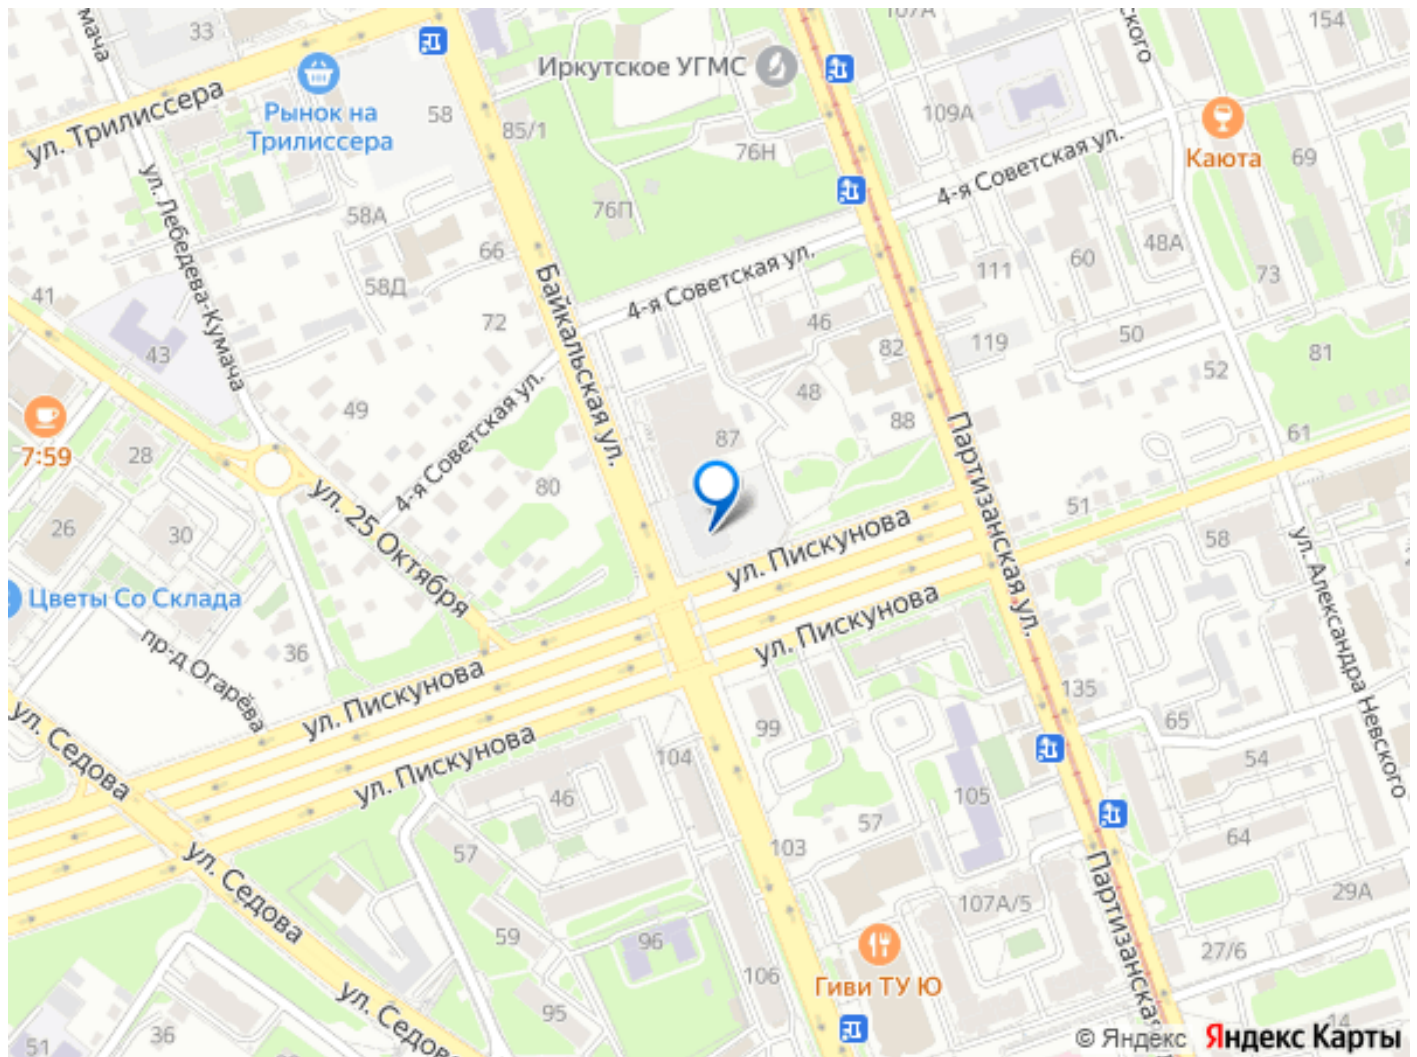 мача
33
ского
107А
154
Иркутское УГМС
ул. Трилиссера
Рынок на
Трилиссера
58
85/1
109А
76Н
4-я Советская ул.
Каюта
69
ул. Лебедева-Кумача
58А
76П
66
48А
Байкальская ул.
4-я Советская ул.
111
60
73
41
58Д
72
46
82
119
50
43
81
52
4-я Советская ул.
49
48
88
Партизанская ул.
7:59
28
87
61
80
ул. 25 Октября
26
30
51
ул. Пискунова
58
ул. Александра Невского
Цветы Со Склада
ул. Пискунова
пр-д Огарёва
36
ул. Пискунова
135
65
ул. Седова
99
ул. Пискунова
104
54
46
105
57
64
57
103
ул. Седова
Партизанская
29А
107А/5
59
96
27/6
106
Гиви ТУ Ю
ул. Седов
95
36
51
14
© Яндекс Яндекс Карты